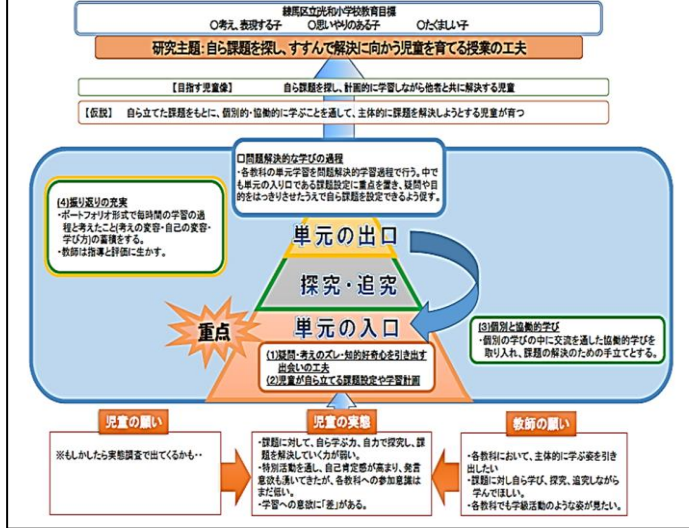 練馬区立光和小学校教育目標
○考え、表現する子　○思いやりのある子　○たくましい子
研究主題：自ら課題を探し、すすんで解決に向かう児童を育てる授業の工夫
【目指す児童像】　自ら課題を探し、計画的に学習しながら他者と共に解決する児童
【仮説】　自ら立てた課題をもとに、個別的・協働的に学ぶことを通して、主体的に課題を解決しようとする児童が育つ
□問題解決的な学びの過程
・各教科の単元学習を問題解決的学習過程で行う。中で
も単元の入り口である課題設定に重点を置き、疑問や目
的をはっきりさせたうえで自ら課題を設定できるよう促す。
(4)振り返りの充実
・ポートフォリオ形式で毎時間の学習の過
程と考えたこと(考えの変容・自己の変容・
学び方)の蓄積をする。
・教師は指導と評価に生かす。
単元の出口
探究・追究
単元の入口
重点
(1)疑問・考えのズレ・知的好奇心を引き出す
出会いの工夫
(2)児童が自ら立てる課題設定や学習計画
(3)個別と協働的学び
・個別の学びの中に交流を通した協働的学びを
取り入れ、課題の解決のための手立てとする。
児童の願い
※もしかしたら実態調査で出てくるかも・・
児童の実態
・課題に対して、自ら学ぶ力、自力で探究し、課
題を解決していく力が弱い。
・特別活動を通し、自己肯定感が高まり、発言
意欲も湧いてきたが、各教科への参加意識は
まだ低い。
・学習への意欲に「差」がある。
教師の願い
・各教科において、主体的に学ぶ姿を引き
出したい
・課題に対し自ら学び、探究、追究しながら
学んでほしい。
・各教科でも学級活動のような姿が見たい。